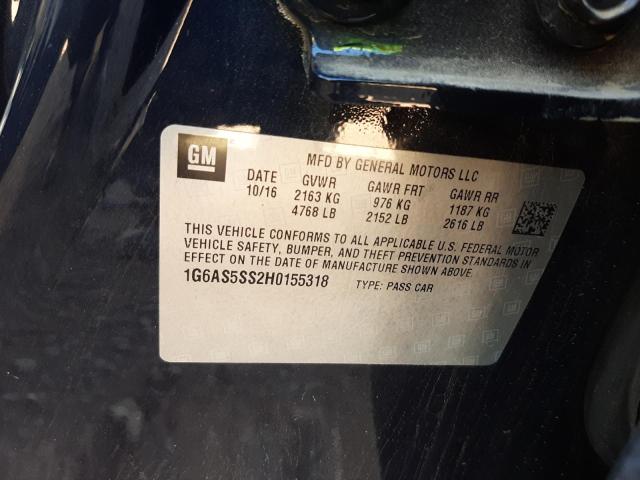 GM MFD BY GENERAL MOTORS LLC
DATE GVWR GAWR FRT GAWR RR
10/16 2163 KG 976 KG 1187 KG
4768 LB 2152 LB 2616 LB
THIS VEHICLE CONFORMS TO ALL APPLICABLE U.S. FEDERAL MOTOR
VEHICLE SAFETY, BUMPER, AND THEFT PREVENTION STANDARDS IN
EFFECT ON THE DATE OF MANUFACTURE SHOWN ABOVE.
1G6AS5SS2H0155318 TYPE: PASS CAR